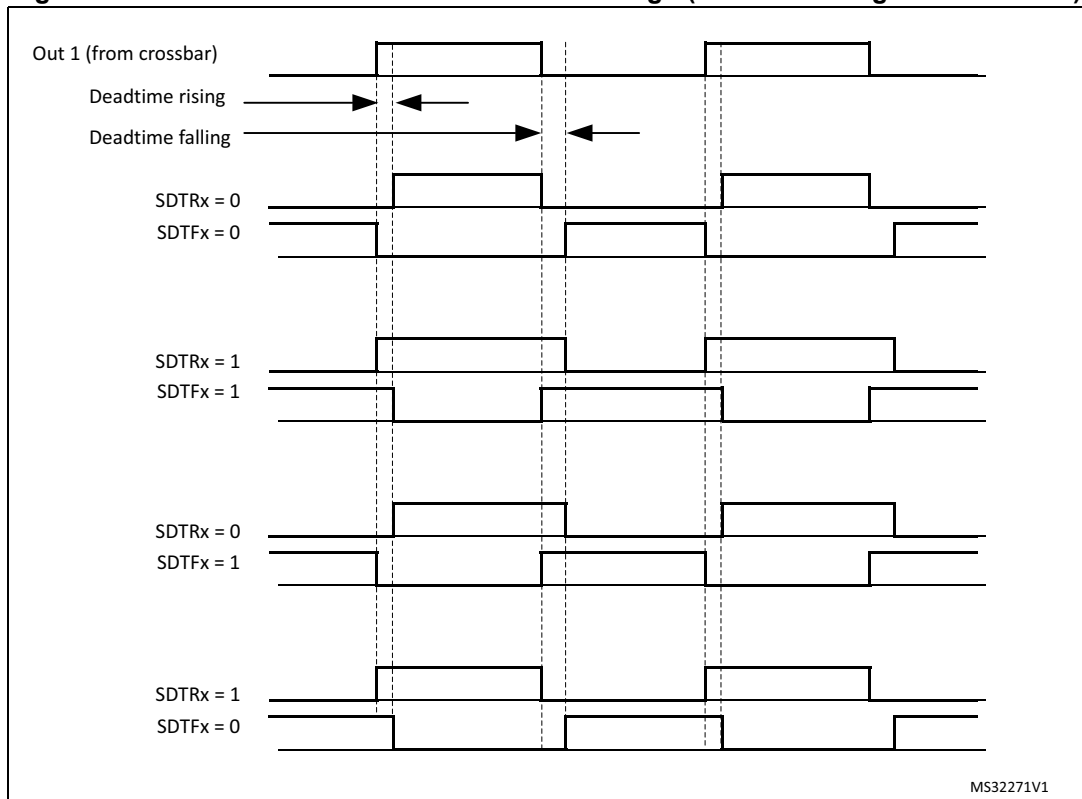 Out 1 (from crossbar)
Deadtime rising
Deadtime falling
SDTRx = 0
SDTFx = 0
SDTRx = 1
SDTFx = 1
SDTRx = 0
SDTFx = 1
SDTRx = 1
SDTFx = 0
MS32271V1